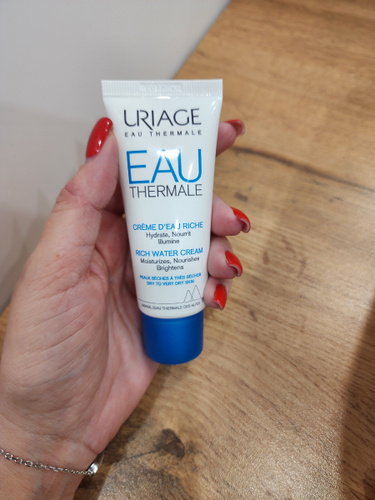 URIAGE
EAU THERMALE
EAU
THERMALE
CRÈME D'EAU RICHE
Hydrate, Nourrit
Illumine
RICH WATER CREAM
Moisturizes, Nourishes
Brightens
PEAUX SÈCHES À TRÈS SÈCHES
DRY TO VERY DRY SKIN